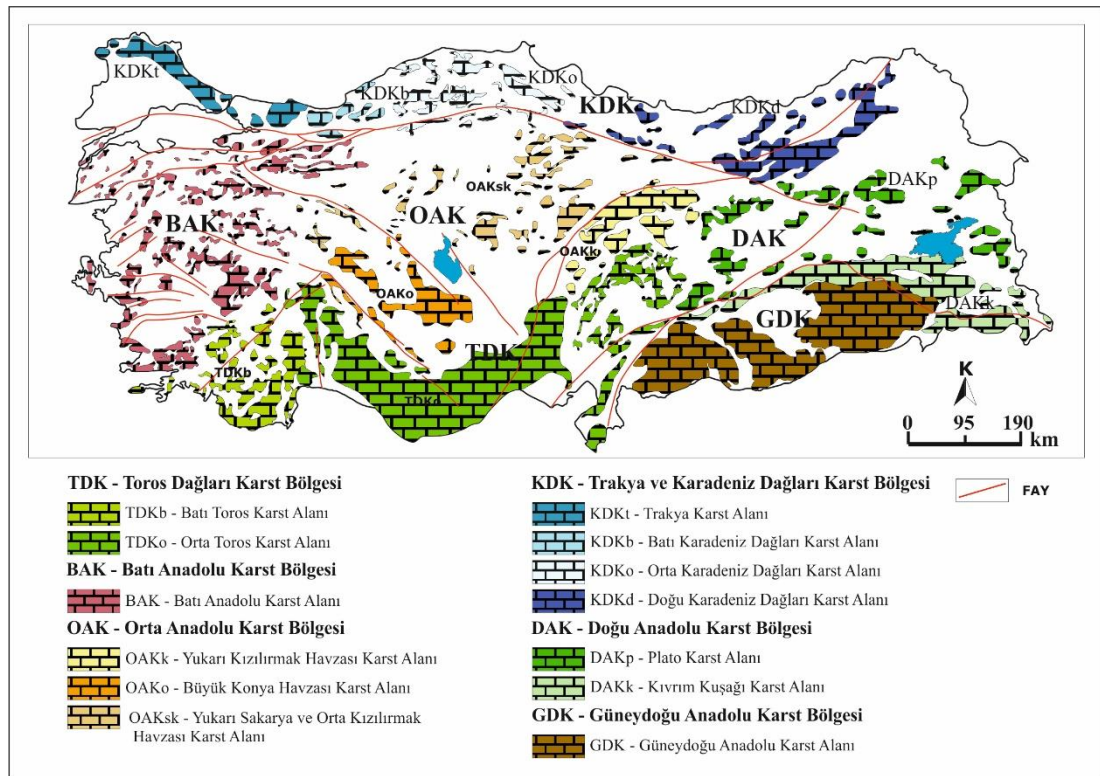 KDKt
KDKb
KDKo
KDK
KDKd
OAKsk
DAKp
BAK
OAK
DAK
OAKk
OAKo
DAKk
GDK
TDK
TDKb
TDKo
K
0 95 190
km
TDK - Toros Dağları Karst Bölgesi
TDKb - Batı Toros Karst Alanı
TDKo - Orta Toros Karst Alanı
BAK - Batı Anadolu Karst Bölgesi
BAK - Batı Anadolu Karst Alanı
OAK - Orta Anadolu Karst Bölgesi
OAKk - Yukarı Kızılırmak Havzası Karst Alanı
OAKo - Büyük Konya Havzası Karst Alanı
OAKsk - Yukarı Sakarya ve Orta Kızılırmak
Havzası Karst Alanı
KDK - Trakya ve Karadeniz Dağları Karst Bölgesi
KDKt - Trakya Karst Alanı
KDKb - Batı Karadeniz Dağları Karst Alanı
KDKo - Orta Karadeniz Dağları Karst Alanı
KDKd - Doğu Karadeniz Dağları Karst Alanı
DAK - Doğu Anadolu Karst Bölgesi
DAKp - Plato Karst Alanı
DAKk - Kıvrım Kuşağı Karst Alanı
GDK - Güneydoğu Anadolu Karst Bölgesi
GDK - Güneydoğu Anadolu Karst Alanı
FAY